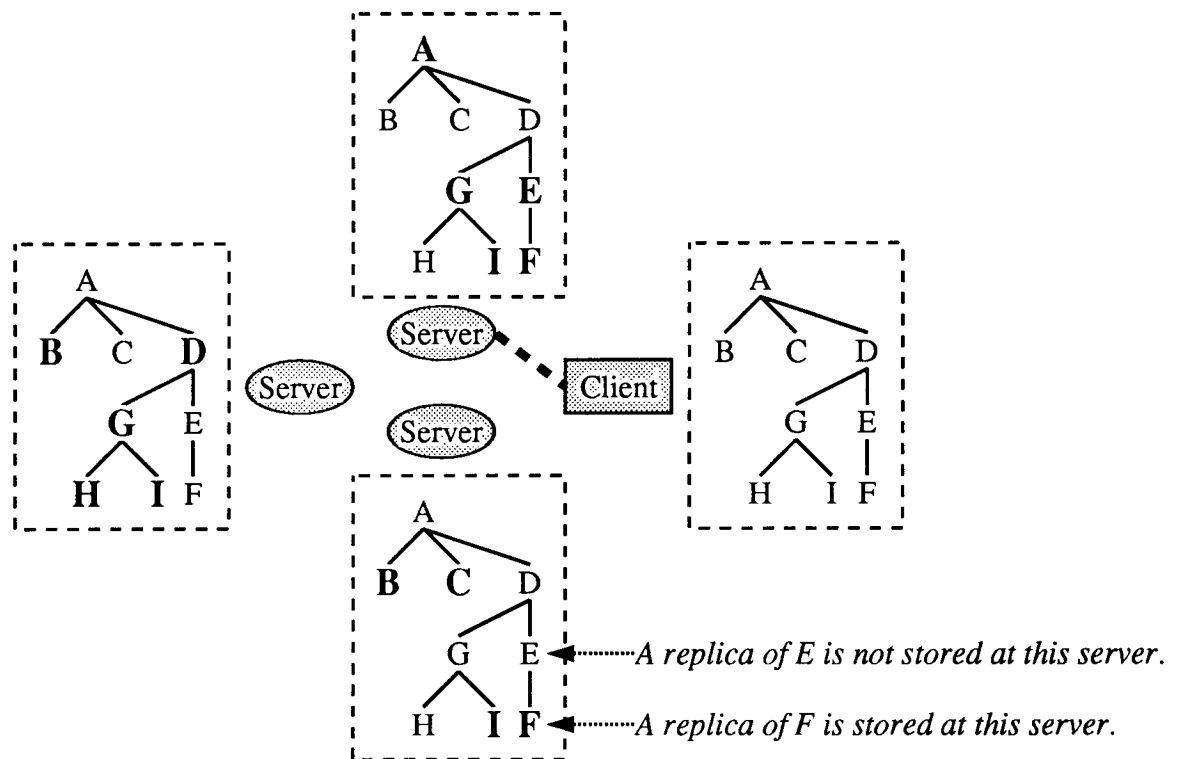 A
B C D
G E
H I F
A
B C D
G E
H I F
Server
Server
Server
Client
A
B C D
G E
H I F
A
B C D
G E
H I F
A replica of E is not stored at this server.
A replica of F is stored at this server.